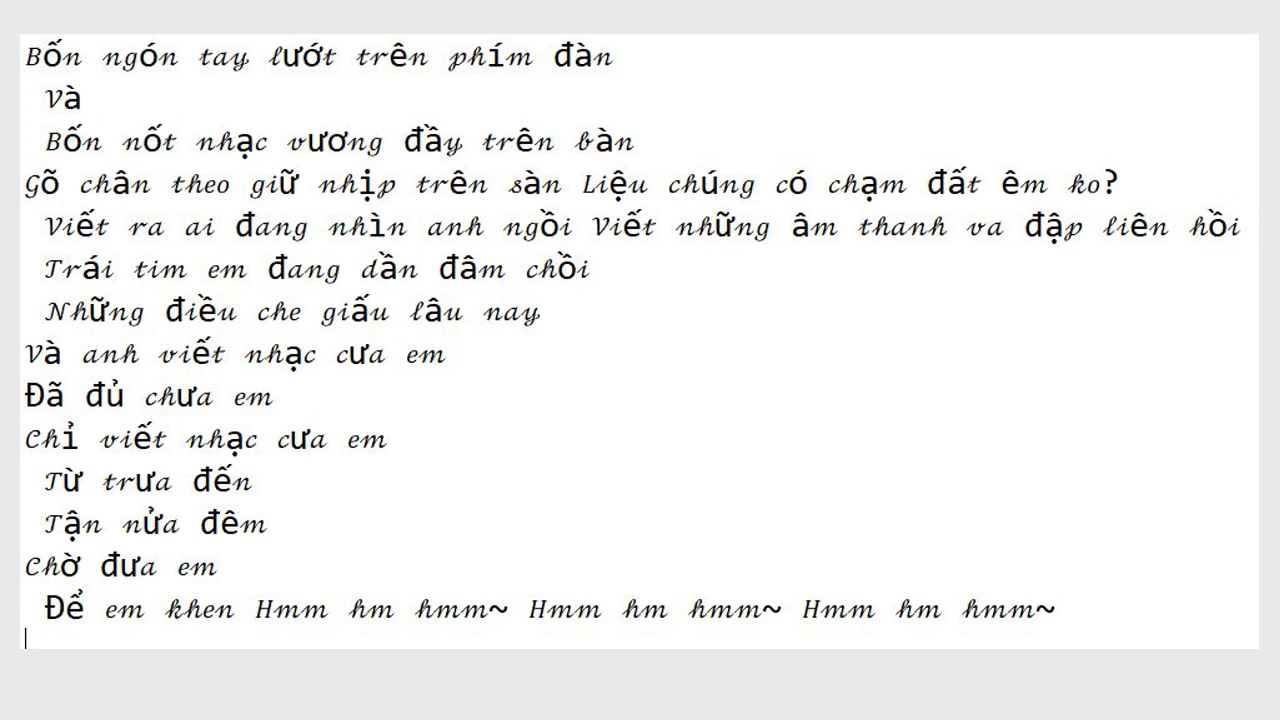 Bốn ngón tay lướt trên phím đàn
Và
Bốn nốt nhạc vương đầy trên bàn
Gõ chân theo giữ nhịp trên sàn Liệu chúng có chạm đất êm ko?
Viết ra ai đang nhìn anh ngồi Viết những âm thanh va đập liên hồi
Trái tim em đang dần đâm chồi
Những điều che giấu lâu nay
Và anh viết nhạc cưa em
Đã đủ chưa em
Chỉ viết nhạc cưa em
Từ trưa đến
Tận nửa đêm
Chờ đưa em
Để em khen Hmm hm hmm~ Hmm hm hmm~ Hmm hm hmm~